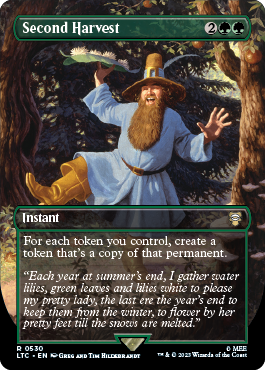 Second Harvest 2
Instant
For each token you control, create a
token that's a copy of that permanent.
"Each year at summer's end, I gather water
lilies, green leaves and lilies white to please
my pretty lady, the last ere the year's end to
keep them from the winter, to flower by her
pretty feet till the snows are melted."
R 0530
LTC • EN Greg and Tim Hildebrandt
© MEE
™ & © 2023 Wizards of the Coast